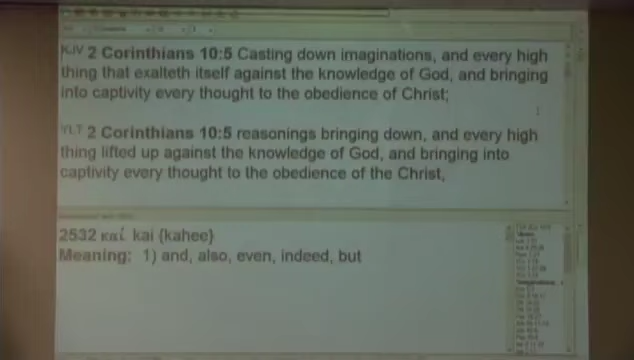 KJV 2 Corinthians 10:5 Casting down imaginations, and every high
thing that exalteth itself against the knowledge of God, and bringing
into captivity every thought to the obedience of Christ;
YLT 2 Corinthians 10:5 reasonings bringing down, and every high
thing lifted up against the knowledge of God, and bringing into
captivity every thought to the obedience of the Christ,
2532 καί kai {kahee}
Meaning: 1) and, also, even, indeed, but